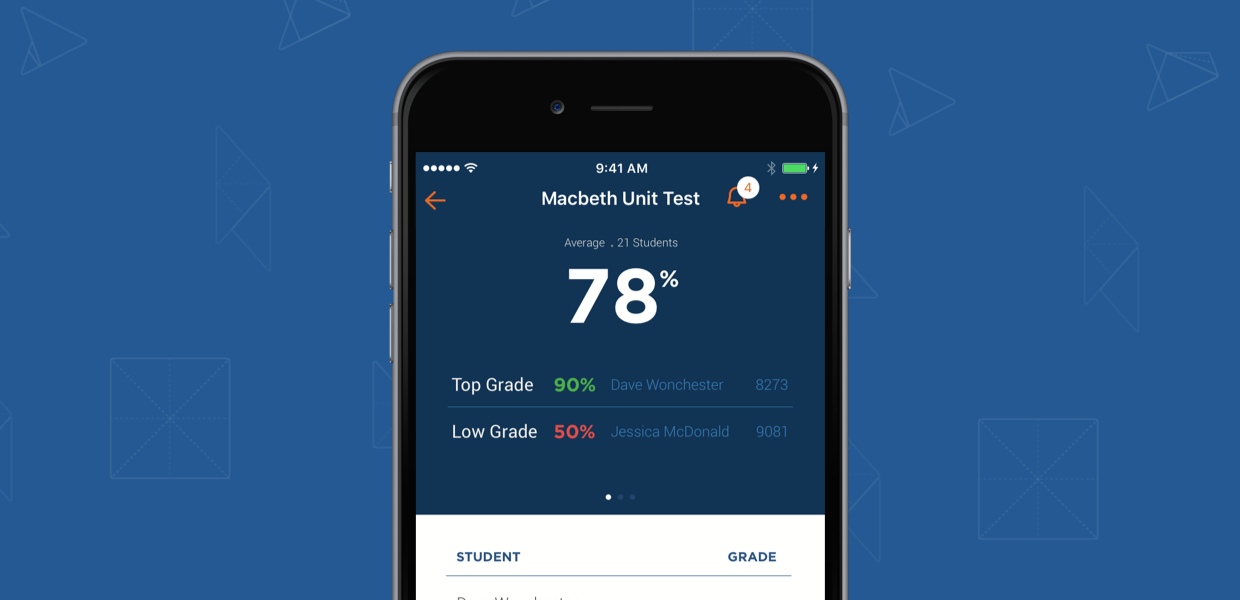 9:41 AM
Macbeth Unit Test
4
Average . 21 Students
78%
Top Grade 90% Dave Wonchester 8273
Low Grade 50% Jessica McDonald 9081
STUDENT GRADE